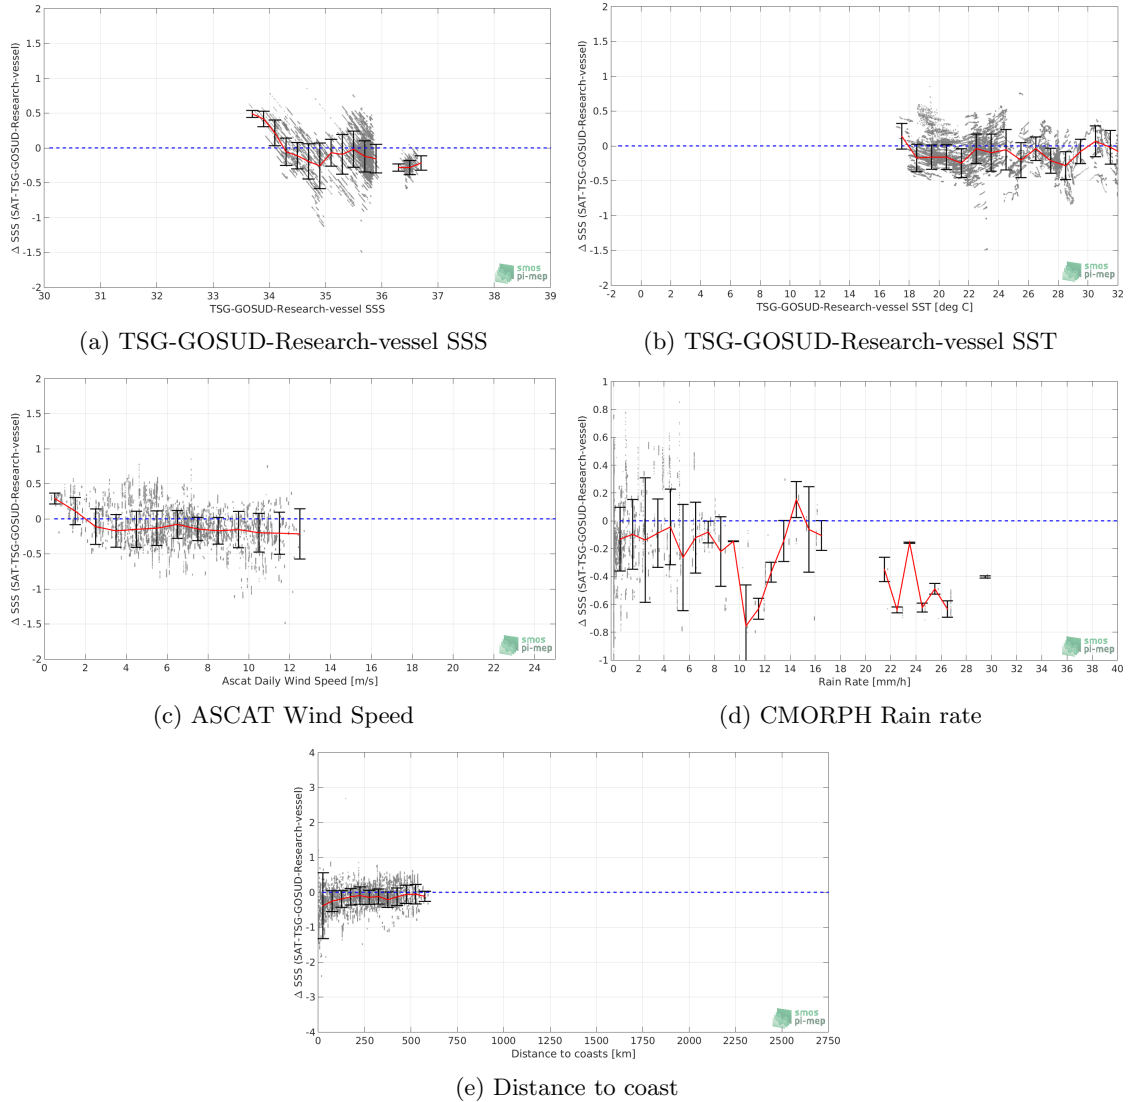 2
1.5
1
0.5
0
-0.5
-1
-1.5
-2
Δ SSS (SAT-TSG-GOSUD-Research-vessel)
30 31 32 33 34 35 36 37 38 39
TSG-GOSUD-Research-vessel SSS
smos
pi-mep
(a) TSG-GOSUD-Research-vessel SSS
2
1.5
1
0.5
0
-0.5
-1
-1.5
-2
Δ SSS (SAT-TSG-GOSUD-Research-vessel)
-2 0 2 4 6 8 10 12 14 16 18 20 22 24 26 28 30 32
TSG-GOSUD-Research-vessel SST [deg C]
smos
pi-mep
(b) TSG-GOSUD-Research-vessel SST
2
1.5
1
0.5
0
-0.5
-1
-1.5
-2
Δ SSS (SAT-TSG-GOSUD-Research-vessel)
0 2 4 6 8 10 12 14 16 18 20 22 24
Ascat Daily Wind Speed [m/s]
smos
pi-mep
(c) ASCAT Wind Speed
1
0.8
0.6
0.4
0.2
0
-0.2
-0.4
-0.6
-0.8
-1
Δ SSS (SAT-TSG-GOSUD-Research-vessel)
0 2 4 6 8 10 12 14 16 18 20 22 24 26 28 30 32 34 36 38 40
Rain Rate [mm/h]
smos
pi-mep
(d) CMORPH Rain rate
4
3
2
1
0
-1
-2
-3
-4
Δ SSS (SAT-TSG-GOSUD-Research-vessel)
0 250 500 750 1000 1250 1500 1750 2000 2250 2500 2750
Distance to coasts [km]
smos
pi-mep
(e) Distance to coast